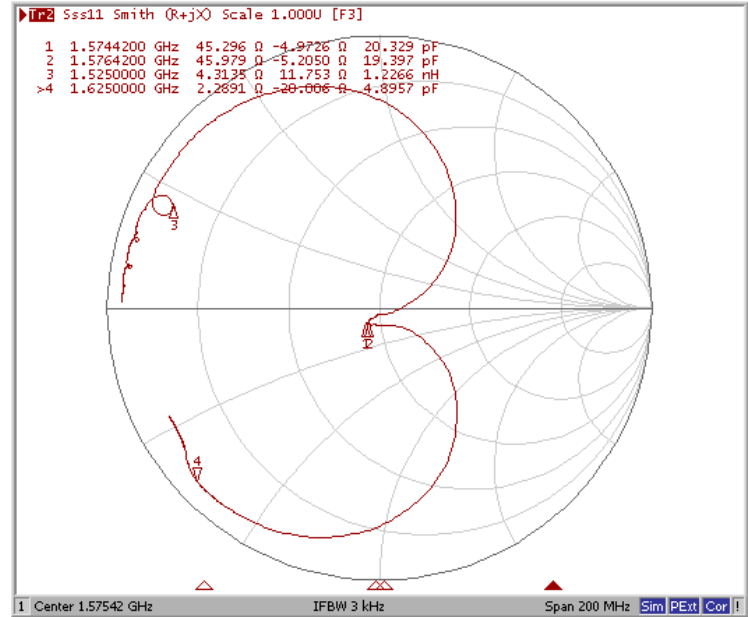 Tr2 Sss11 Smith (R+jX) Scale 1.000U [F3]
1 1.5744200 GHz 45.296 Ω -4.9726 Ω 20.329 pF
2 1.5764200 GHz 45.979 Ω -5.2050 Ω 19.397 pF
3 1.5250000 GHz 4.3135 Ω 11.753 Ω 1.2266 nH
>4 1.6250000 GHz 2.2891 Ω -20.006 Ω 4.8957 pF
3
1 2
4
1 Center 1.57542 GHz IFBW 3 kHz Span 200 MHz Sim PExt Cor !